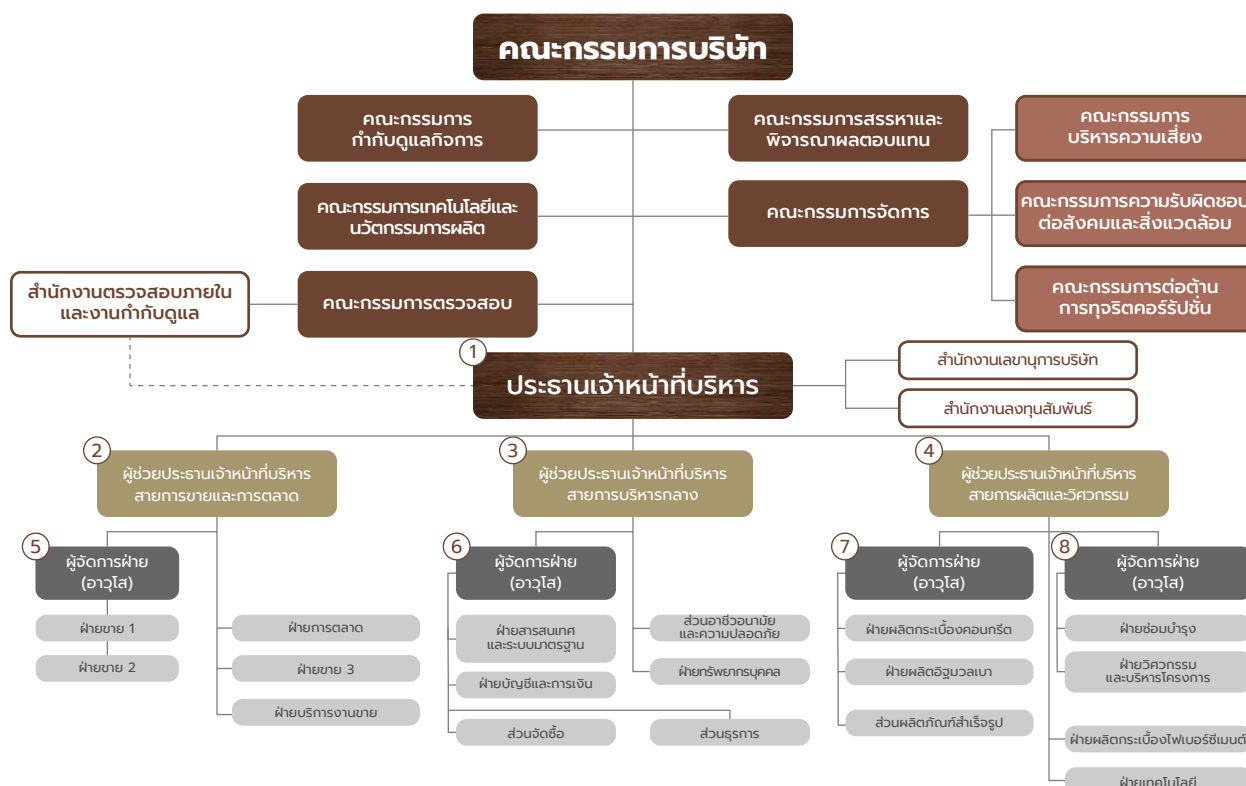 คณะกรรมการบริษัท
คณะกรรมการ
กำกับดูแลกิจการ
คณะกรรมการสรรหาและ
พิจารณาผลตอบแทน
คณะกรรมการ
บริหารความเสี่ยง
คณะกรรมการเทคโนโลยีและ
นวัตกรรมการผลิต
คณะกรรมการจัดการ
คณะกรรมการความรับผิดชอบ
ต่อสังคมและสิ่งแวดล้อม
สำนักงานตรวจสอบภายใน
และงานกำกับดูแล
คณะกรรมการตรวจสอบ
คณะกรรมการต่อต้าน
การทุจริตคอร์รัปชั่น
1
ประธานเจ้าหน้าที่บริหาร
สำนักงานเลขานุการบริษัท
สำนักงานลงทุนสัมพันธ์
2
ผู้ช่วยประธานเจ้าหน้าที่บริหาร
สายการขายและการตลาด
3
ผู้ช่วยประธานเจ้าหน้าที่บริหาร
สายการบริหารกลาง
4
ผู้ช่วยประธานเจ้าหน้าที่บริหาร
สายการผลิตและวิศวกรรม
5
ผู้จัดการฝ่าย
(อาวุโส)
ฝ่ายขาย 1
ฝ่ายขาย 2
ฝ่ายการตลาด
ฝ่ายขาย 3
ฝ่ายบริการงานขาย
6
ผู้จัดการฝ่าย
(อาวุโส)
ฝ่ายสารสนเทศ
และระบบมาตรฐาน
ฝ่ายบัญชีและการเงิน
ส่วนจัดซื้อ
ส่วนอาชีวอนามัย
และความปลอดภัย
ฝ่ายทรัพยากรบุคคล
ส่วนธุรการ
7
ผู้จัดการฝ่าย
(อาวุโส)
ฝ่ายผลิตกระเบื้องคอนกรีต
ฝ่ายผลิตอิฐมวลเบา
ส่วนผลิตภัณฑ์สำเร็จรูป
8
ผู้จัดการฝ่าย
(อาวุโส)
ฝ่ายซ่อมบำรุง
ฝ่ายวิศวกรรม
และบริหารโครงการ
ฝ่ายผลิตกระเบื้องไฟเบอร์ซีเมนต์
ฝ่ายเทคโนโลยี